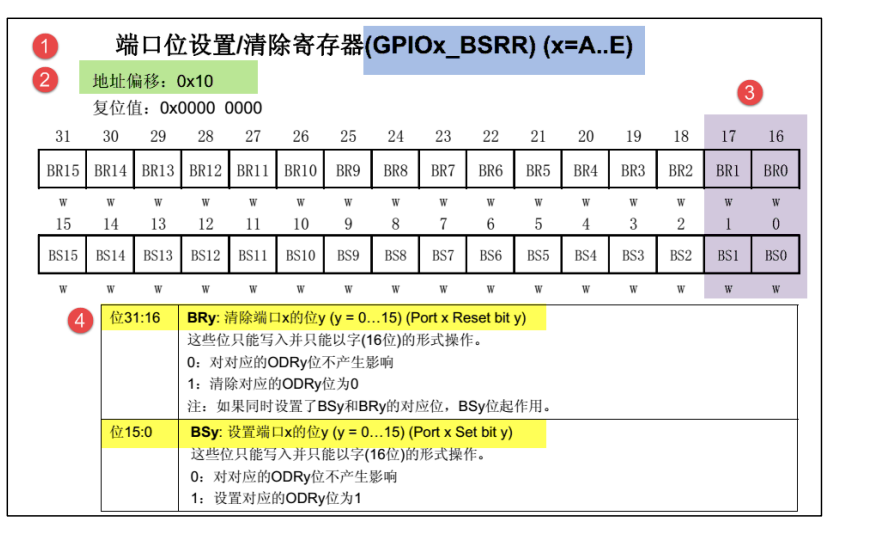 1 端口位设置/清除寄存器(GPIOx_BSRR) (x=A..E)
2 地址偏移：0x10
复位值：0x0000 0000
3
31 30 29 28 27 26 25 24 23 22 21 20 19 18 17 16
BR15 BR14 BR13 BR12 BR11 BR10 BR9 BR8 BR7 BR6 BR5 BR4 BR3 BR2 BR1 BR0
w w w w w w w w w w w w w w w w
15 14 13 12 11 10 9 8 7 6 5 4 3 2 1 0
BS15 BS14 BS13 BS12 BS11 BS10 BS9 BS8 BS7 BS6 BS5 BS4 BS3 BS2 BS1 BS0
w w w w w w w w w w w w w w w w
4 位31:16 BRy: 清除端口x的位y (y = 0…15) (Port x Reset bit y)
这些位只能写入并只能以字(16位)的形式操作。
0：对对应的ODRy位不产生影响
1：清除对应的ODRy位为0
注：如果同时设置了BSy和BRy的对应位，BSy位起作用。
位15:0 BSy: 设置端口x的位y (y = 0…15) (Port x Set bit y)
这些位只能写入并只能以字(16位)的形式操作。
0：对对应的ODRy位不产生影响
1：设置对应的ODRy位为1